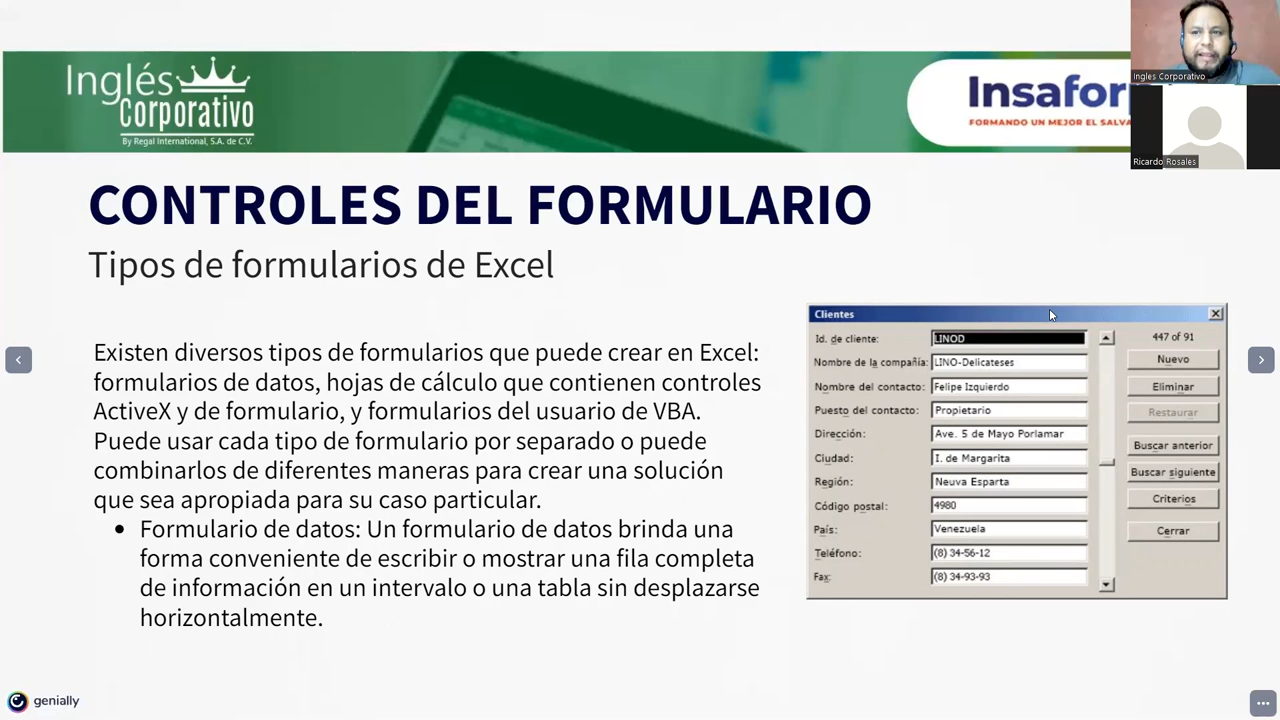 Inglés
Corporativo
By Regal International, S.A. de C.V.
Insafor
FORMANDO UN MEJOR EL SALVA
Ingles Corporativo
Ricardo Rosales
CONTROLES DEL FORMULARIO
Tipos de formularios de Excel
Existen diversos tipos de formularios que puede crear en Excel:
formularios de datos, hojas de cálculo que contienen controles
ActiveX y de formulario, y formularios del usuario de VBA.
Puede usar cada tipo de formulario por separado o puede
combinarlos de diferentes maneras para crear una solución
que sea apropiada para su caso particular.
• Formulario de datos: Un formulario de datos brinda una
forma conveniente de escribir o mostrar una fila completa
de información en un intervalo o una tabla sin desplazarse
horizontalmente.
Clientes
Id. de cliente: LINOD 447 of 91
Nombre de la compañía: LINO-Delicateses Nuevo
Nombre del contacto: Felipe Izquierdo Eliminar
Puesto del contacto: Propietario Restaurar
Dirección: Ave. 5 de Mayo Porlamar Buscar anterior
Ciudad: I. de Margarita Buscar siguiente
Región: Neuva Esparta Criterios
Código postal: 4980
País: Venezuela Cerrar
Teléfono: (8) 34-56-12
Fax: (8) 34-93-93
genially